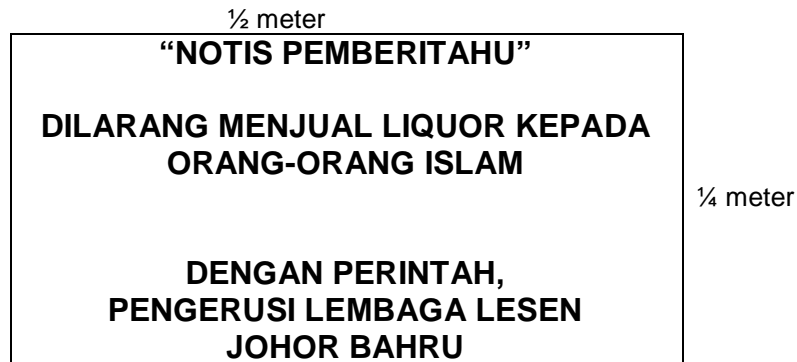 ½ meter
“NOTIS PEMBERITAHU”
DILARANG MENJUAL LIQUOR KEPADA
ORANG-ORANG ISLAM
¼ meter
DENGAN PERINTAH,
PENGERUSI LEMBAGA LESEN
JOHOR BAHRU